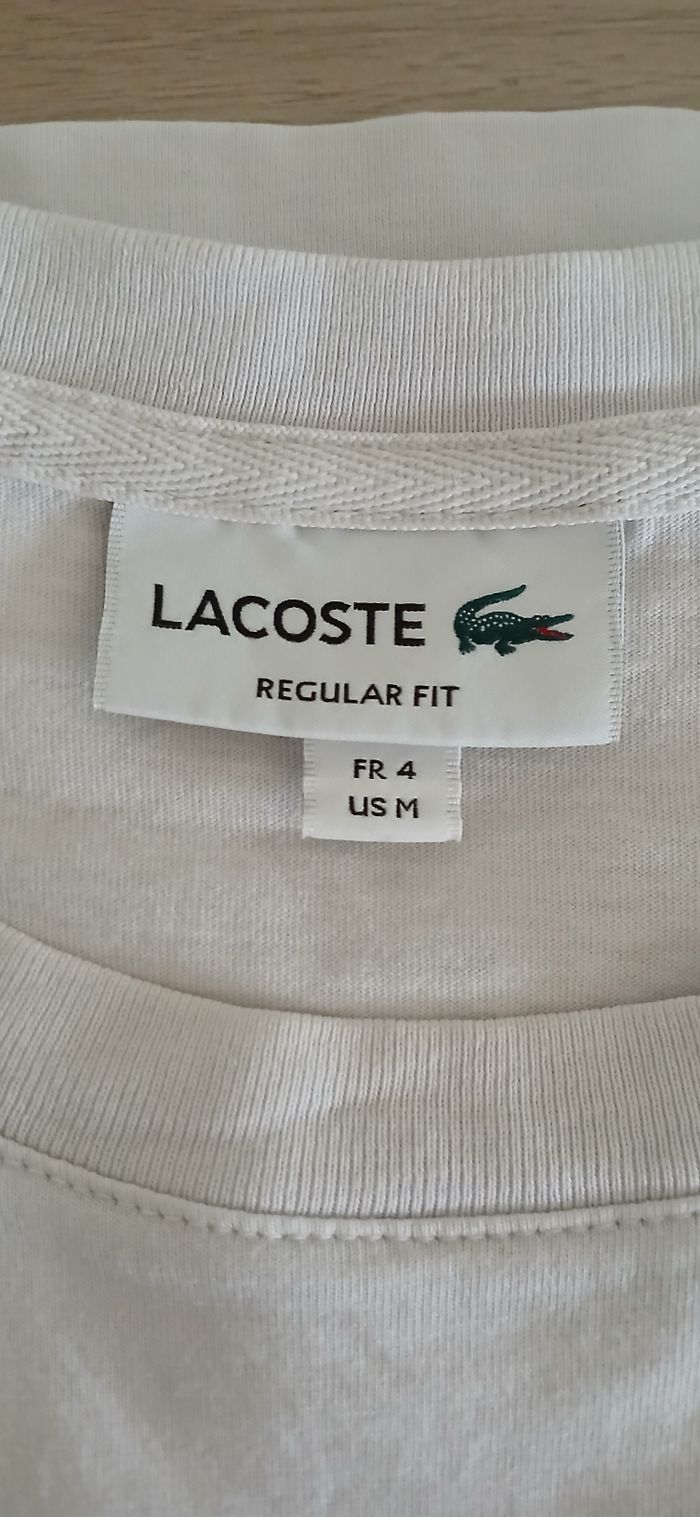 LACOSTE
REGULAR FIT
FR 4
US M